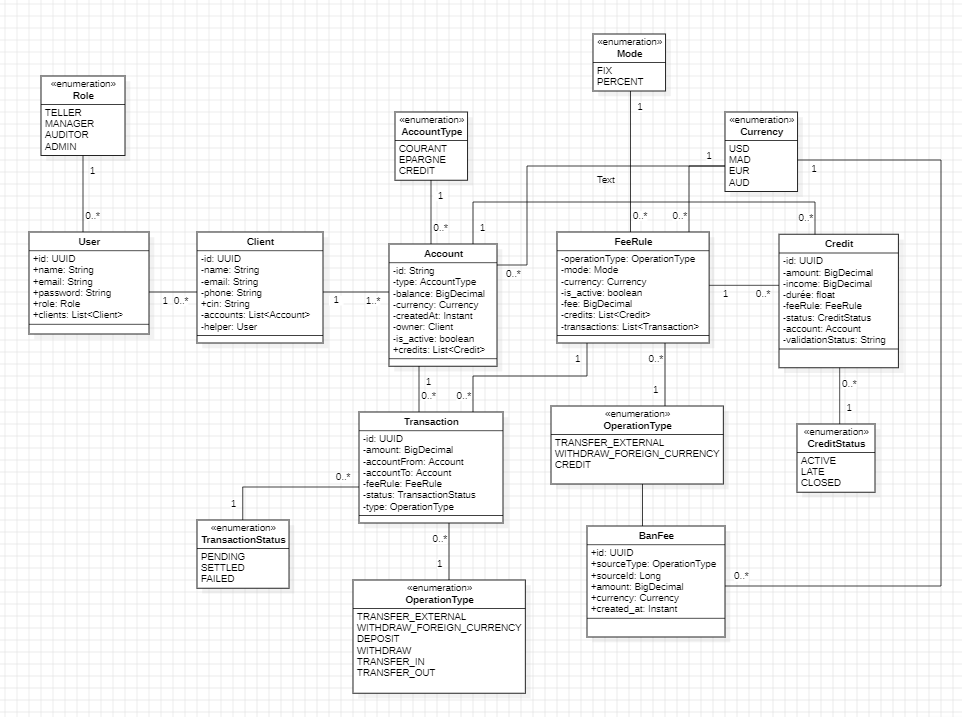 «enumeration»
Mode
FIX
PERCENT
1
«enumeration»
Role
TELLER
MANAGER
AUDITOR
ADMIN
1
0..*
«enumeration»
AccountType
COURANT
EPARGNE
CREDIT
1
0..*
«enumeration»
Currency
USD
MAD
EUR
AUD
1
1
Text
1
0..*
0..*
0..*
User
+id: UUID
+name: String
+email: String
+password: String
+role: Role
+clients: List<Client>
1
0..*
Client
-id: UUID
-name: String
-email: String
-phone: String
-cin: String
-accounts: List<Account>
-helper: User
1
1..*
Account
-id: String
-type: AccountType
-balance: BigDecimal
-currency: Currency
-createdAt: Instant
-owner: Client
-is_active: boolean
+credits: List<Credit>
0..*
FeeRule
-operationType: OperationType
-mode: Mode
-currency: Currency
-is_active: boolean
-fee: BigDecimal
-credits: List<Credit>
-transactions: List<Transaction>
1
0..*
Credit
-id: UUID
-amount: BigDecimal
-income: BigDecimal
-durée: float
-feeRule: FeeRule
-status: CreditStatus
-account: Account
-validationStatus: String
1
0..*
0..*
1
0..*
1
0..*
1
Transaction
-id: UUID
-amount: BigDecimal
-accountFrom: Account
-accountTo: Account
-feeRule: FeeRule
-status: TransactionStatus
-type: OperationType
«enumeration»
OperationType
TRANSFER_EXTERNAL
WITHDRAW_FOREIGN_CURRENCY
CREDIT
«enumeration»
CreditStatus
ACTIVE
LATE
CLOSED
0..*
1
«enumeration»
TransactionStatus
PENDING
SETTLED
FAILED
0..*
1
BanFee
+id: UUID
+sourceType: OperationType
+sourceId: Long
+amount: BigDecimal
+currency: Currency
+created_at: Instant
0..*
«enumeration»
OperationType
TRANSFER_EXTERNAL
WITHDRAW_FOREIGN_CURRENCY
DEPOSIT
WITHDRAW
TRANSFER_IN
TRANSFER_OUT